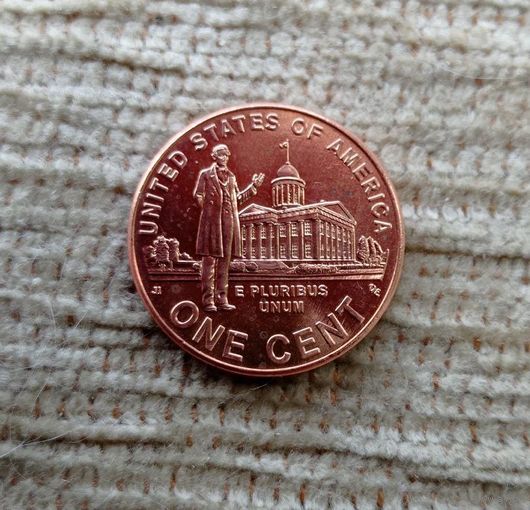 UNITED STATES OF AMERICA
E PLURIBUS
UNUM
ONE CENT